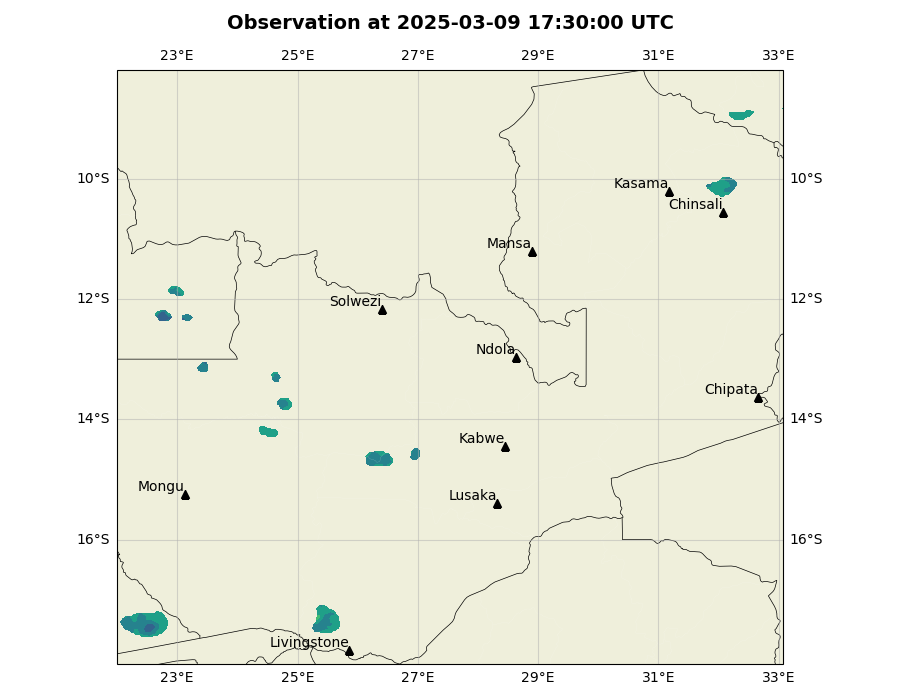 Observation at 2025-03-09 17:30:00 UTC
23°E 25°E 27°E 29°E 31°E 33°E
10°S Kasama 10°S
Chinsali
Mansa
12°S Solwezi 12°S
Ndola
Chipata
14°S 14°S
Kabwe
Mongu
Lusaka
16°S 16°S
Livingstone
23°E 25°E 27°E 29°E 31°E 33°E